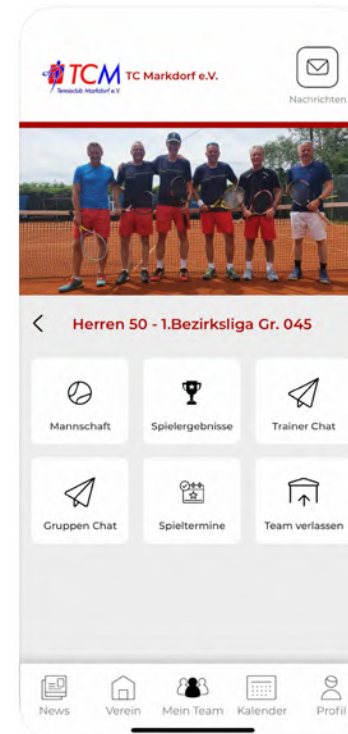 TCM
Tennisclub Markdorf e.V.
TC Markdorf e.V.
Nachrichten
Herren 50 - 1.Bezirksliga Gr. 045
Mannschaft
Spielergebnisse
Trainer Chat
Gruppen Chat
Spieltermine
Team verlassen
News
Verein
Mein Team
Kalender
Profil